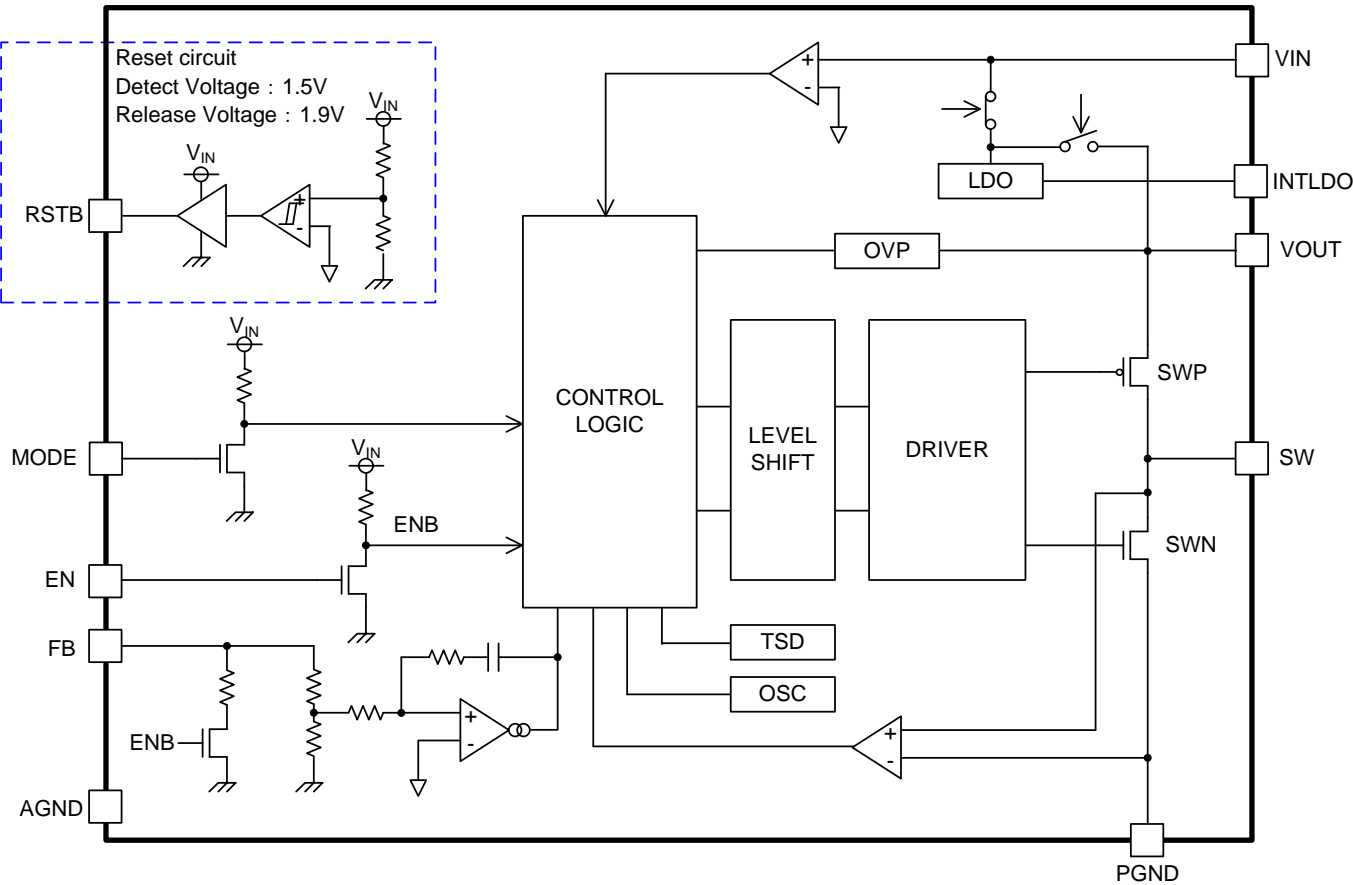 Reset circuit
Detect Voltage : 1.5V
Release Voltage : 1.9V
VIN
VIN
+
-
RSTB
+
-
VIN
LDO
INTLDO
OVP
VOUT
VIN
MODE
CONTROL
LOGIC
LEVEL
SHIFT
DRIVER
SWP
SW
VIN
ENB
EN
SWN
FB
TSD
OSC
+
-
ENB
+
-
AGND
PGND